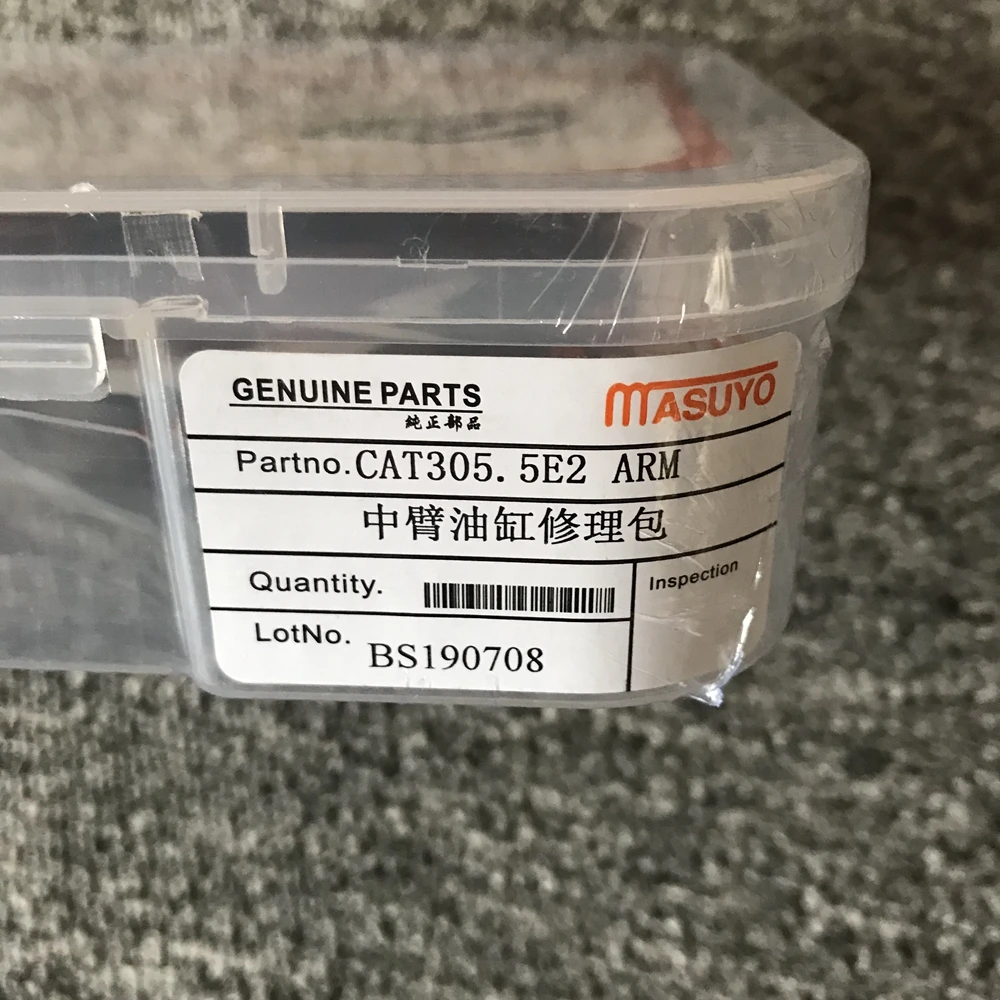 GENUINE PARTS
純正部品
MASUYO
Partno. CAT305.5E2 ARM
中臂油缸修理包
Quantity.
Inspection
LotNo. BS190708